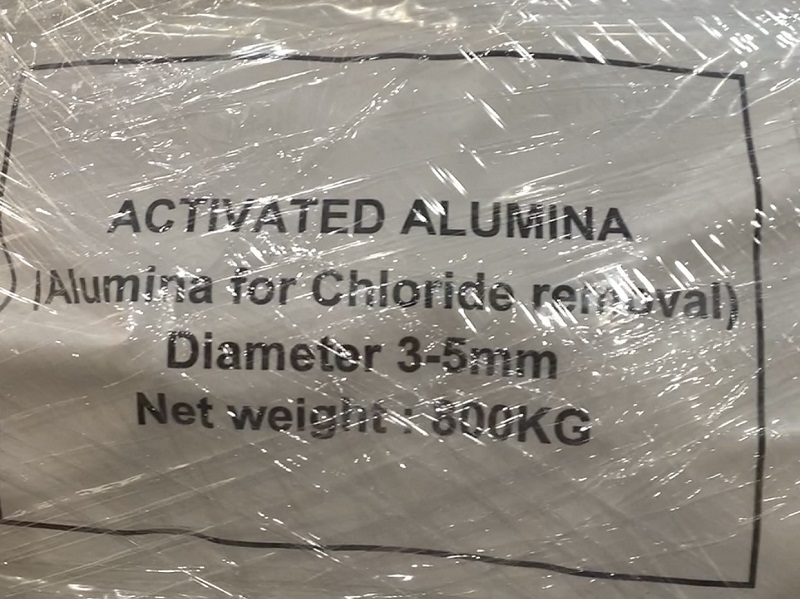 ACTIVATED ALUMINA
(Alumina for Chloride removal)
Diameter 3-5mm
Net weight : 800KG